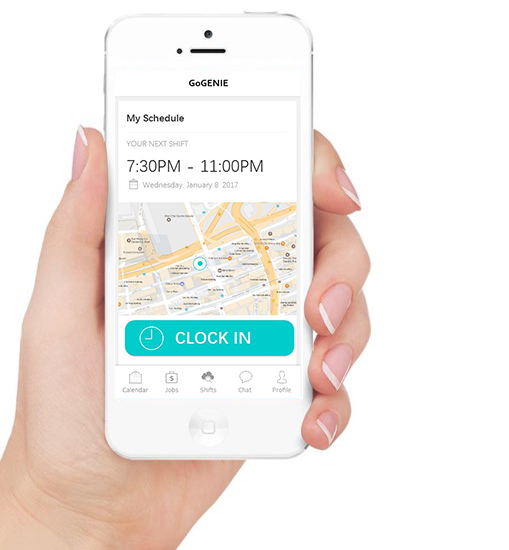 GoGENIE
My Schedule
YOUR NEXT SHIFT
7:30PM - 11:00PM
Wednesday, January 8 2017
CLOCK IN
Calendar Jobs Shifts Chat Profile